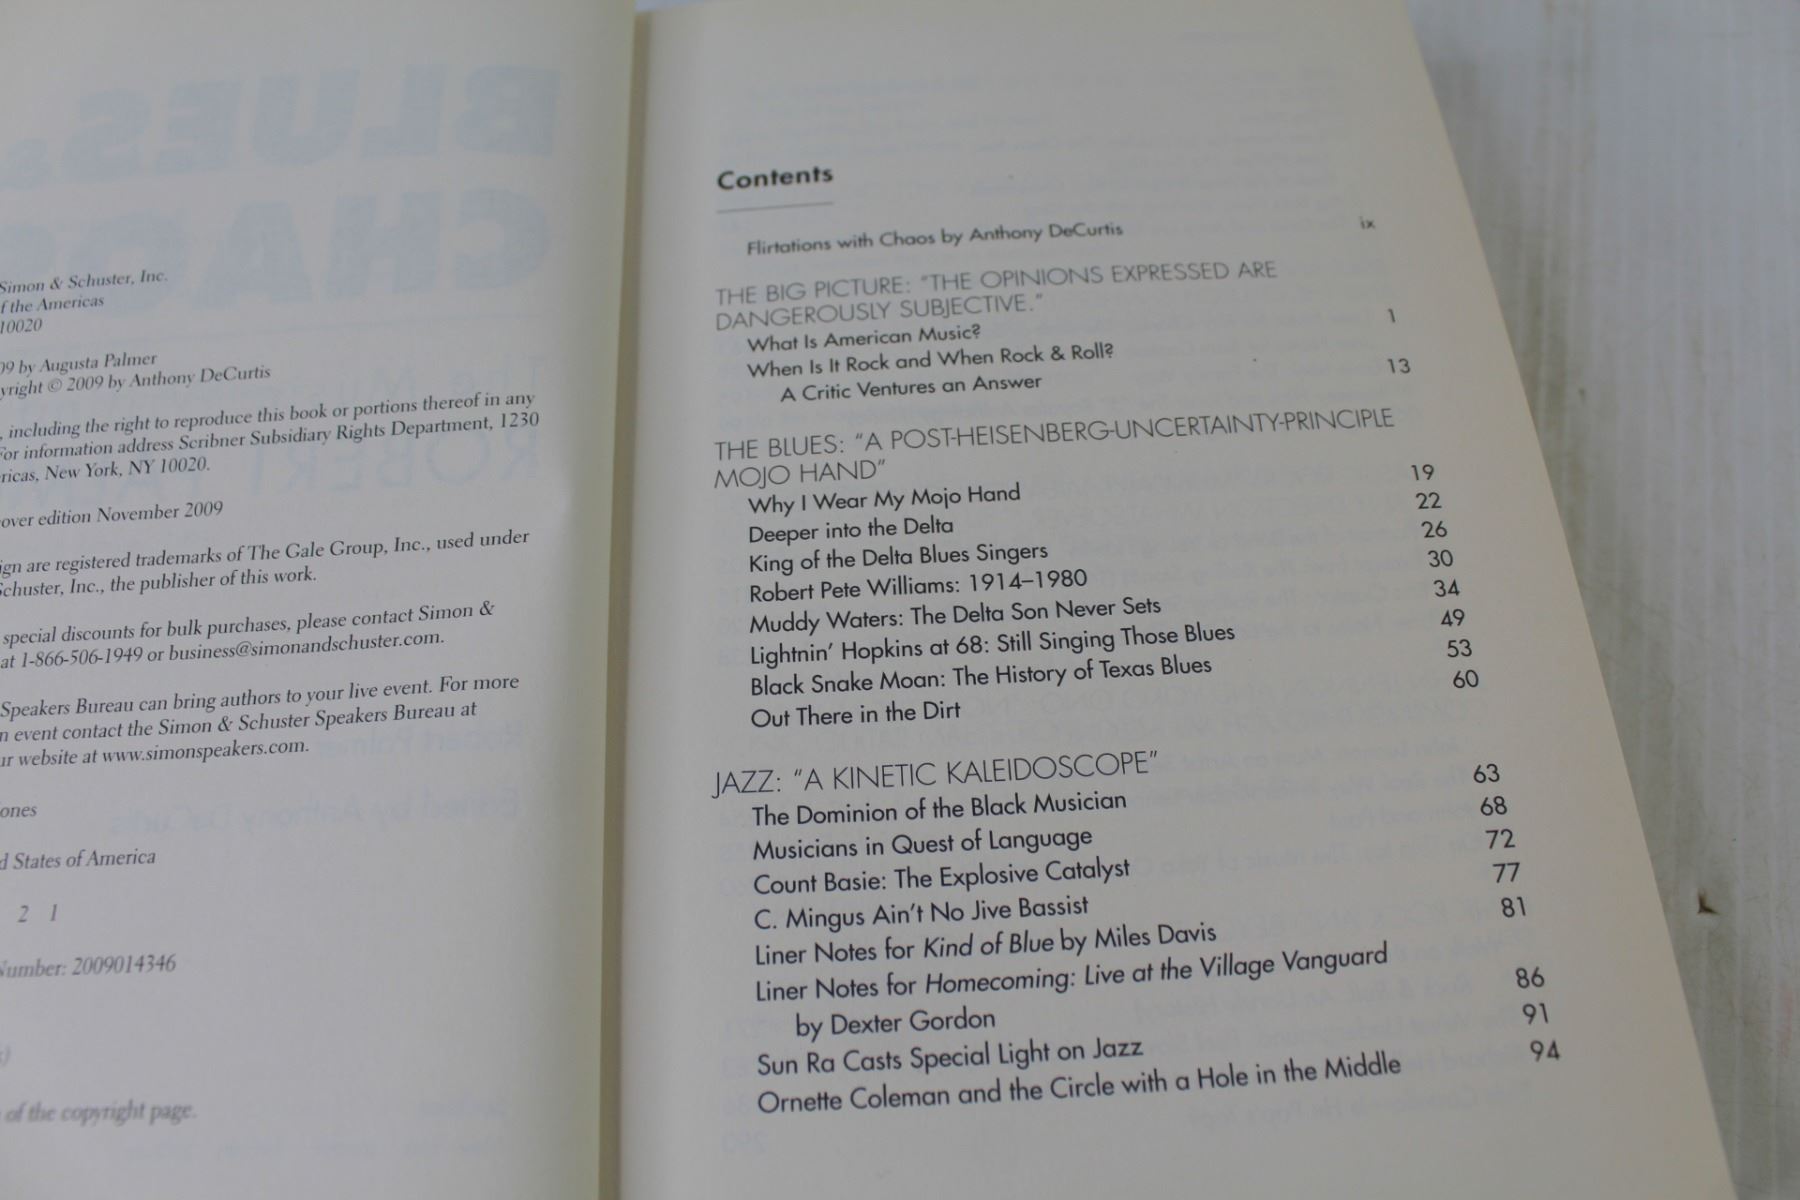 Simon & Schuster, Inc.
f the Americas
10020
09 by Augusta Palmer
yright © 2009 by Anthony DeCurtis
, including the right to reproduce this book or portions thereof in any
or information address Scribner Subsidiary Rights Department, 1230
ricas, New York, NY 10020.
over edition November 2009
ign are registered trademarks of The Gale Group, Inc., used under
Schuster, Inc., the publisher of this work.
special discounts for bulk purchases, please contact Simon &
at 1-866-506-1949 or business@simonandschuster.com.
Speakers Bureau can bring authors to your live event. For more
n event contact the Simon & Schuster Speakers Bureau at
ur website at www.simonspeakers.com.
ones
d States of America
2 1
Number: 2009014346
of the copyright page.
Contents
Flirtations with Chaos by Anthony DeCurtis ix
THE BIG PICTURE: "THE OPINIONS EXPRESSED ARE
DANGEROUSLY SUBJECTIVE."
What Is American Music? 1
When Is It Rock and When Rock & Roll?
A Critic Ventures an Answer 13
THE BLUES: "A POST-HEISENBERG-UNCERTAINTY-PRINCIPLE
MOJO HAND"
Why I Wear My Mojo Hand 19
Deeper into the Delta 22
King of the Delta Blues Singers 26
Robert Pete Williams: 1914–1980 30
Muddy Waters: The Delta Son Never Sets 34
Lightnin' Hopkins at 68: Still Singing Those Blues 49
Black Snake Moan: The History of Texas Blues 53
Out There in the Dirt 60
JAZZ: "A KINETIC KALEIDOSCOPE"
The Dominion of the Black Musician 63
Musicians in Quest of Language 68
Count Basie: The Explosive Catalyst 72
C. Mingus Ain't No Jive Bassist 77
Liner Notes for Kind of Blue by Miles Davis 81
Liner Notes for Homecoming: Live at the Village Vanguard
by Dexter Gordon 86
Sun Ra Casts Special Light on Jazz 91
Ornette Coleman and the Circle with a Hole in the Middle 94